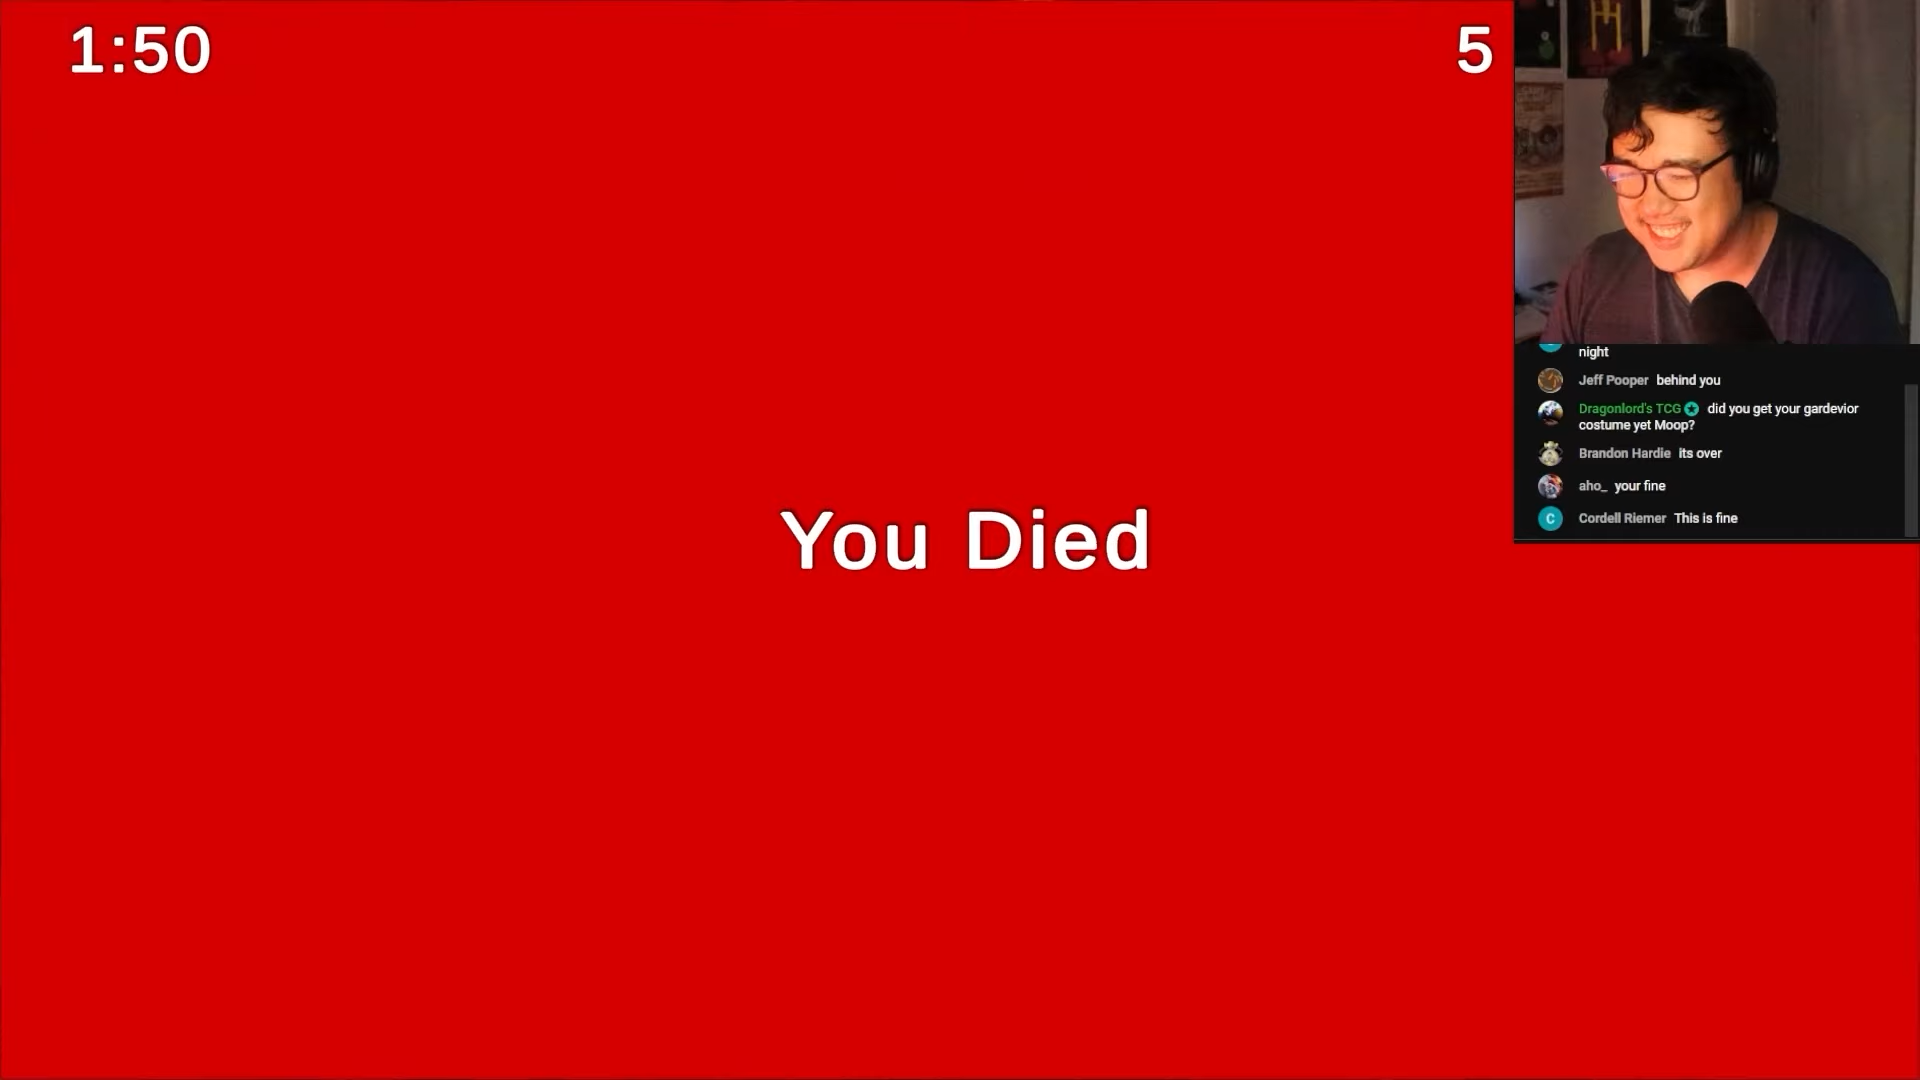 1:50
5
You Died
night
Jeff Pooper behind you
Dragonlord's TCG did you get your gardevior
costume yet Moop?
Brandon Hardie its over
aho_ your fine
C Cordell Riemer This is fine